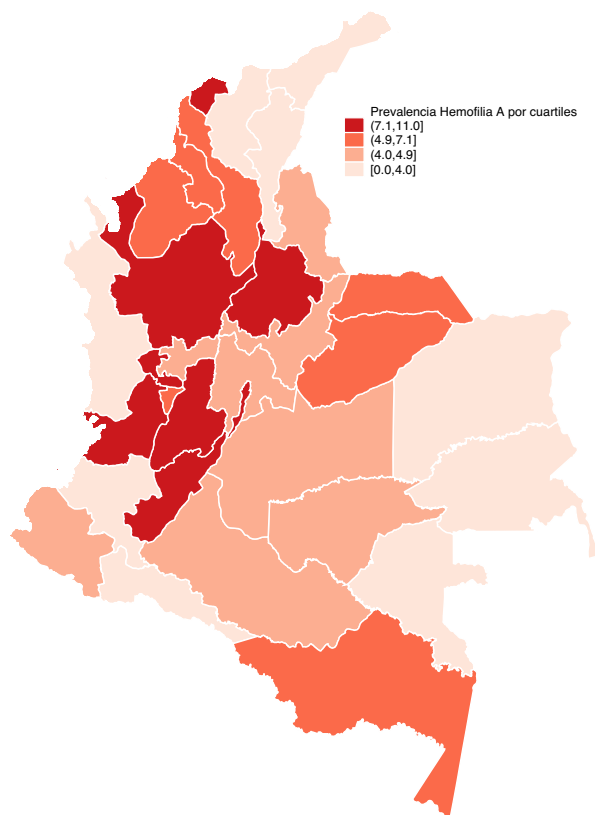 Prevalencia Hemofilia A por cuartiles
(7.1,11.0]
(4.9,7.1]
(4.0,4.9]
[0.0,4.0]